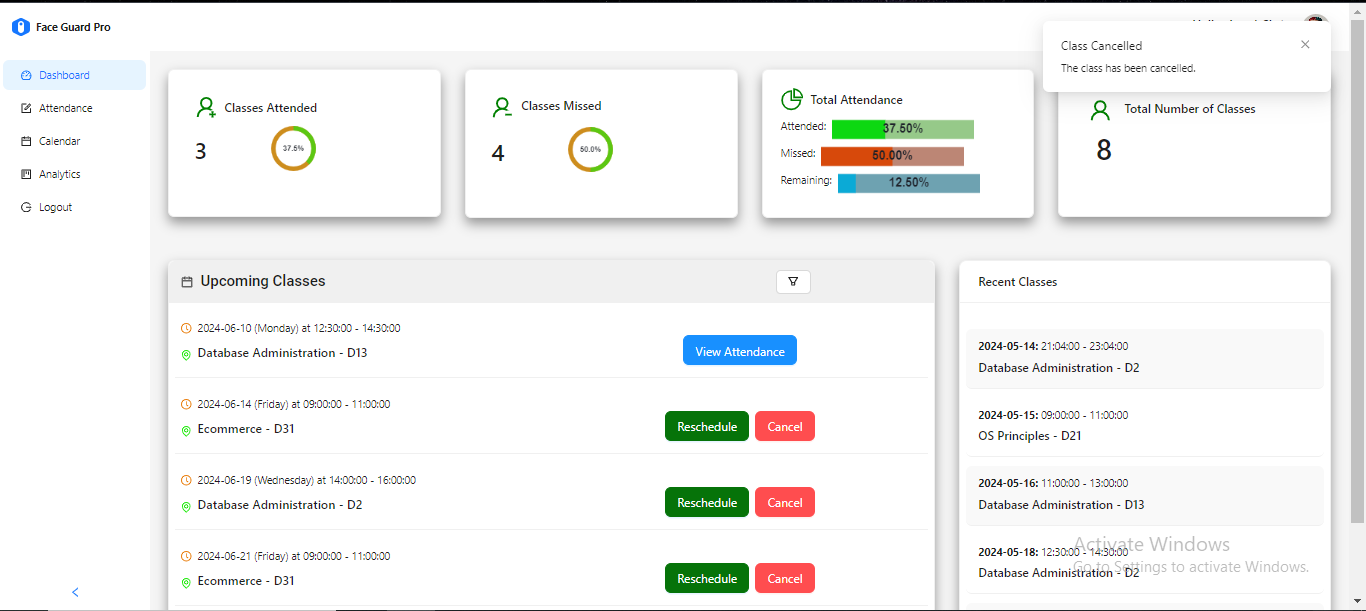 Face Guard Pro
Class Cancelled
The class has been cancelled.
Dashboard
Attendance
Calendar
Analytics
Logout
Classes Attended
3
37.5%
Classes Missed
4
50.0%
Total Attendance
Attended: 37.50%
Missed: 50.00%
Remaining: 12.50%
Total Number of Classes
8
Upcoming Classes
2024-06-10 (Monday) at 12:30:00 - 14:30:00
Database Administration - D13
View Attendance
2024-06-14 (Friday) at 09:00:00 - 11:00:00
Ecommerce - D31
Reschedule Cancel
2024-06-19 (Wednesday) at 14:00:00 - 16:00:00
Database Administration - D2
Reschedule Cancel
2024-06-21 (Friday) at 09:00:00 - 11:00:00
Ecommerce - D31
Reschedule Cancel
Recent Classes
2024-05-14: 21:04:00 - 23:04:00
Database Administration - D2
2024-05-15: 09:00:00 - 11:00:00
OS Principles - D21
2024-05-16: 11:00:00 - 13:00:00
Database Administration - D13
2024-05-18: 12:30:00 - 14:30:00
Database Administration - D2
Activate Windows
Go to Settings to activate Windows.